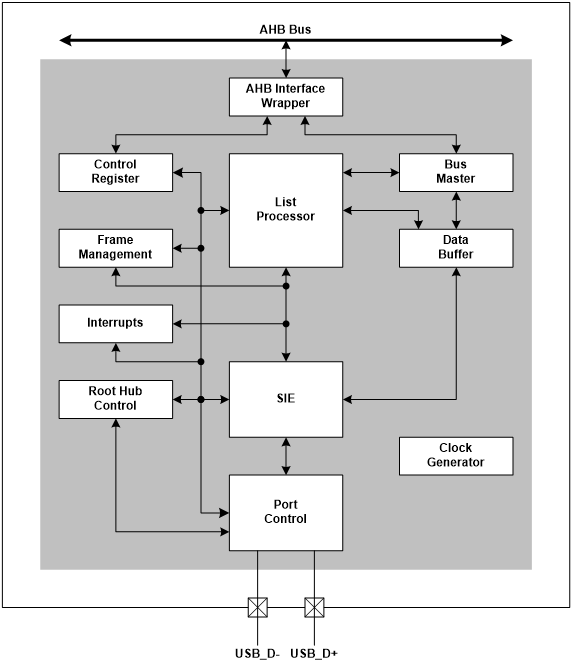 AHB Bus
AHB Interface
Wrapper
Control
Register
List
Processor
Bus
Master
Frame
Management
Data
Buffer
Interrupts
Root Hub
Control
SIE
Clock
Generator
Port
Control
USB_D- USB_D+